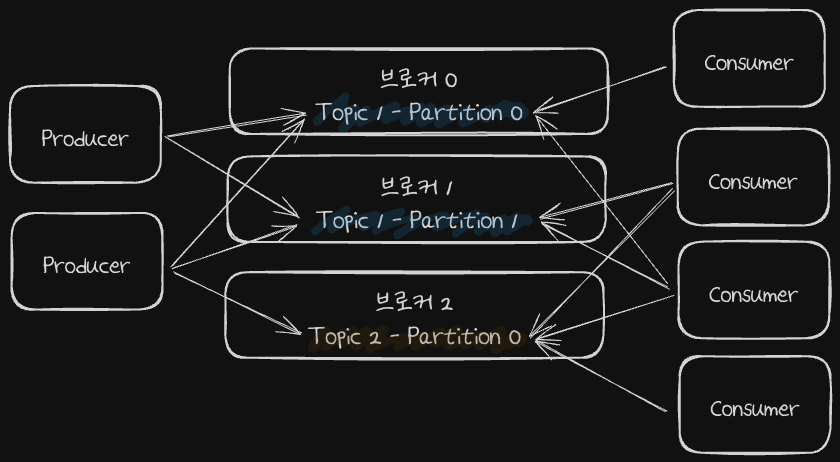 Producer
Producer
브로커 0
Topic 1 - Partition 0
브로커 1
Topic 1 - Partition 1
브로커 2
Topic 2 - Partition 0
Consumer
Consumer
Consumer
Consumer